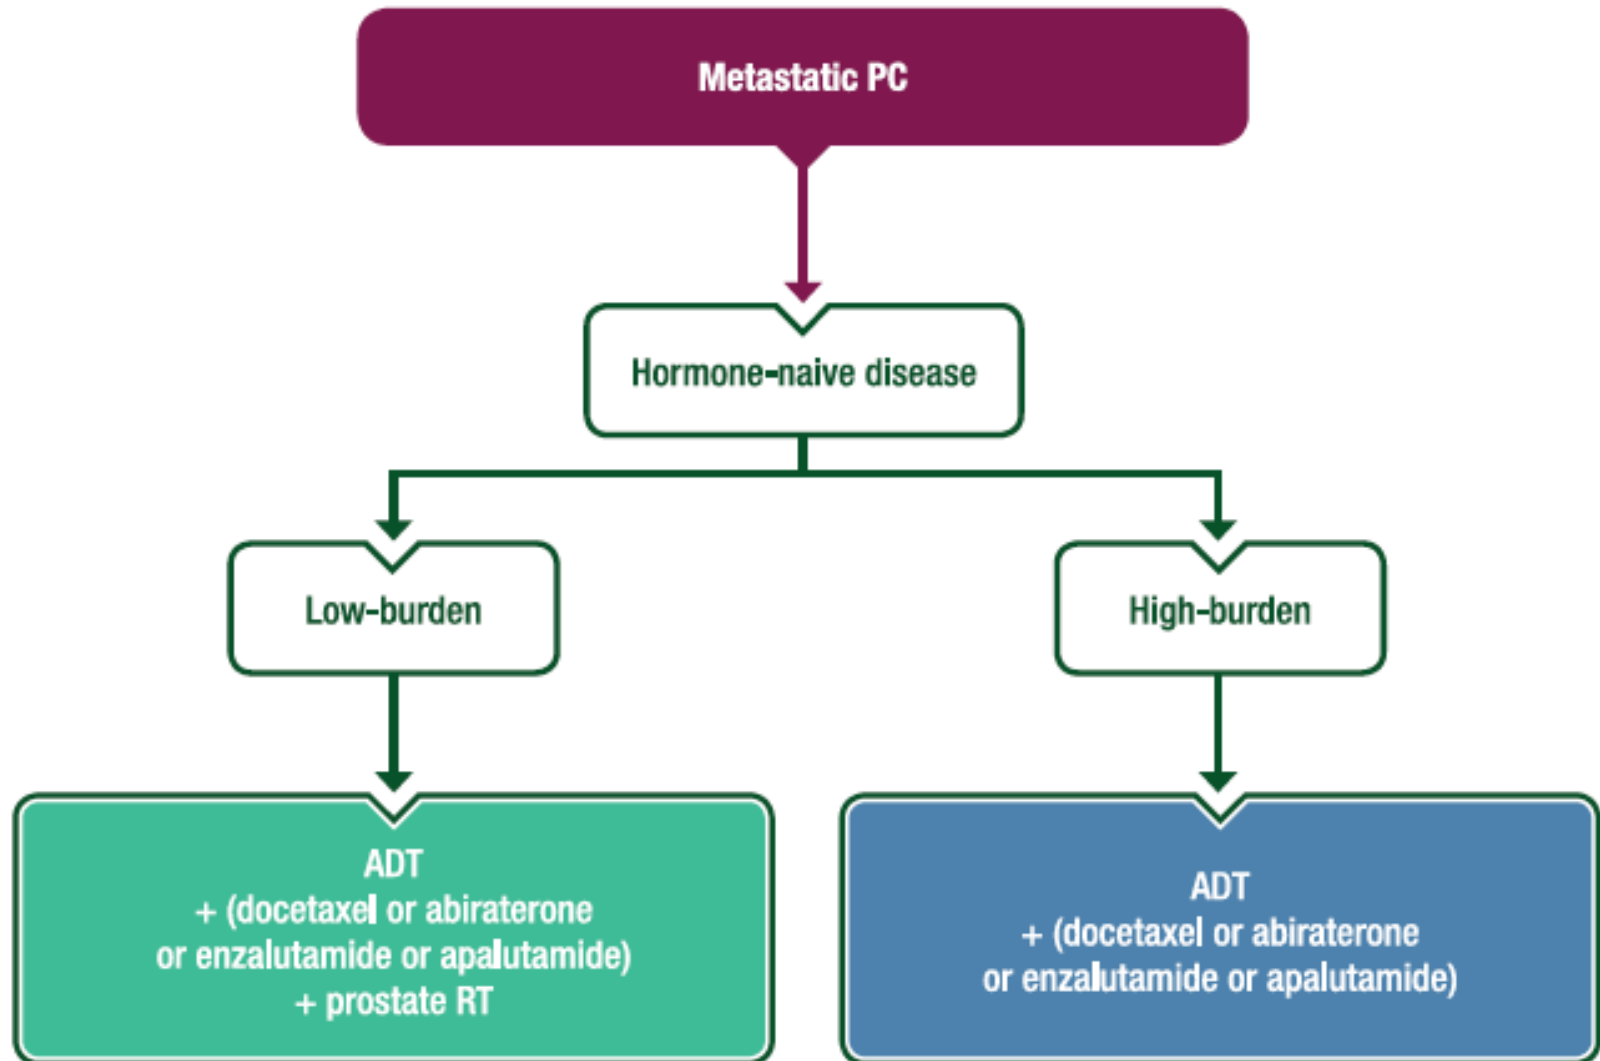 Metastatic PC
Hormone-naive disease
Low-burden
High-burden
ADT
+ (docetaxel or abiraterone
or enzalutamide or apalutamide)
+ prostate RT
ADT
+ (docetaxel or abiraterone
or enzalutamide or apalutamide)